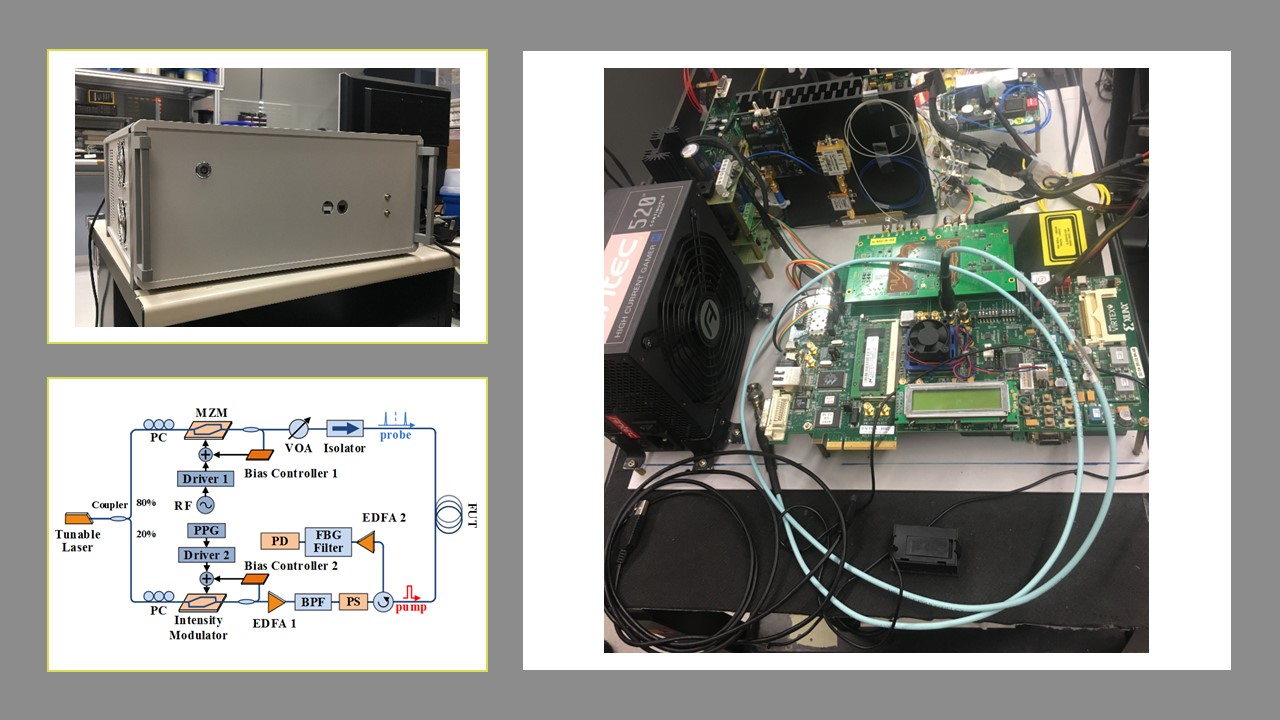 MZM
PC
VOA
Isolator
probe
Bias Controller 1
Driver 1
RF
Coupler
80%
20%
Tunable
Laser
PPG
Driver 2
Bias Controller 2
PD
FBG
Filter
EDFA 2
FUT
PC
Intensity
Modulator
EDFA 1
BPF
PS
pump
520
HIGH CURRENT GAMER
XILINX